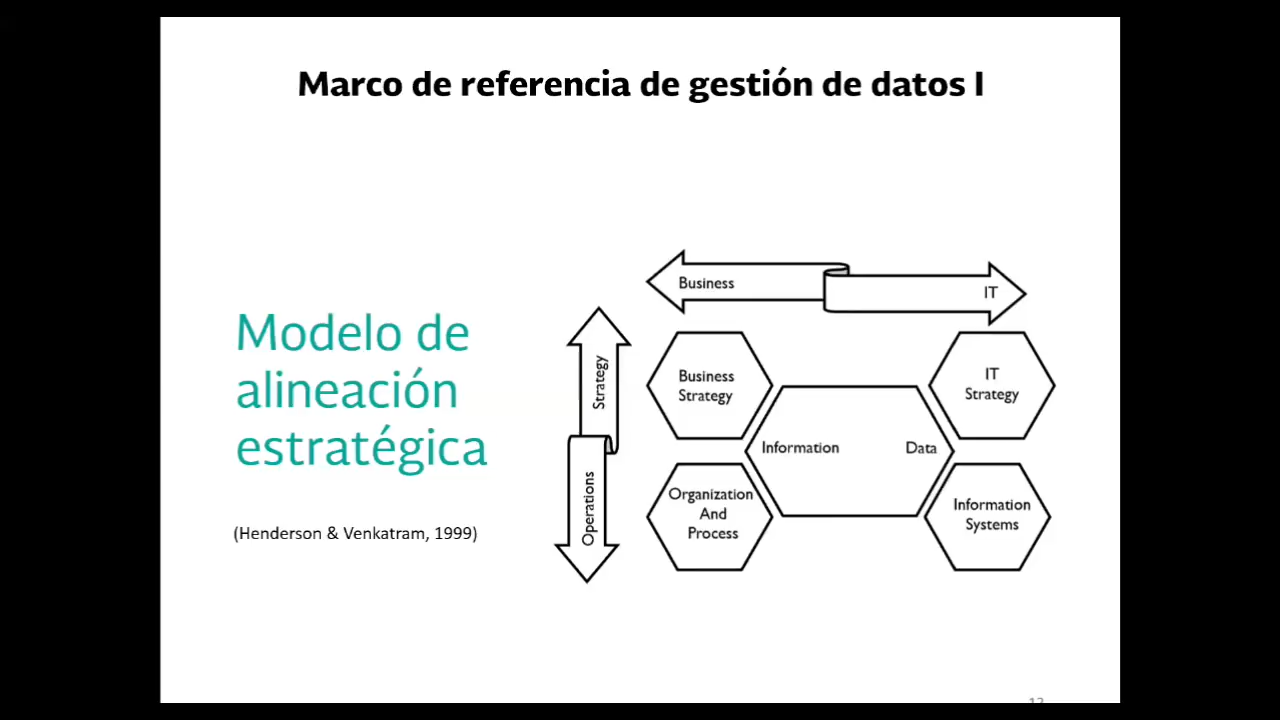 Marco de referencia de gestión de datos I
Modelo de
alineación
estratégica
(Henderson & Venkatram, 1999)
Business
IT
Strategy
Operations
Business
Strategy
IT
Strategy
Information
Data
Organization
And
Process
Information
Systems